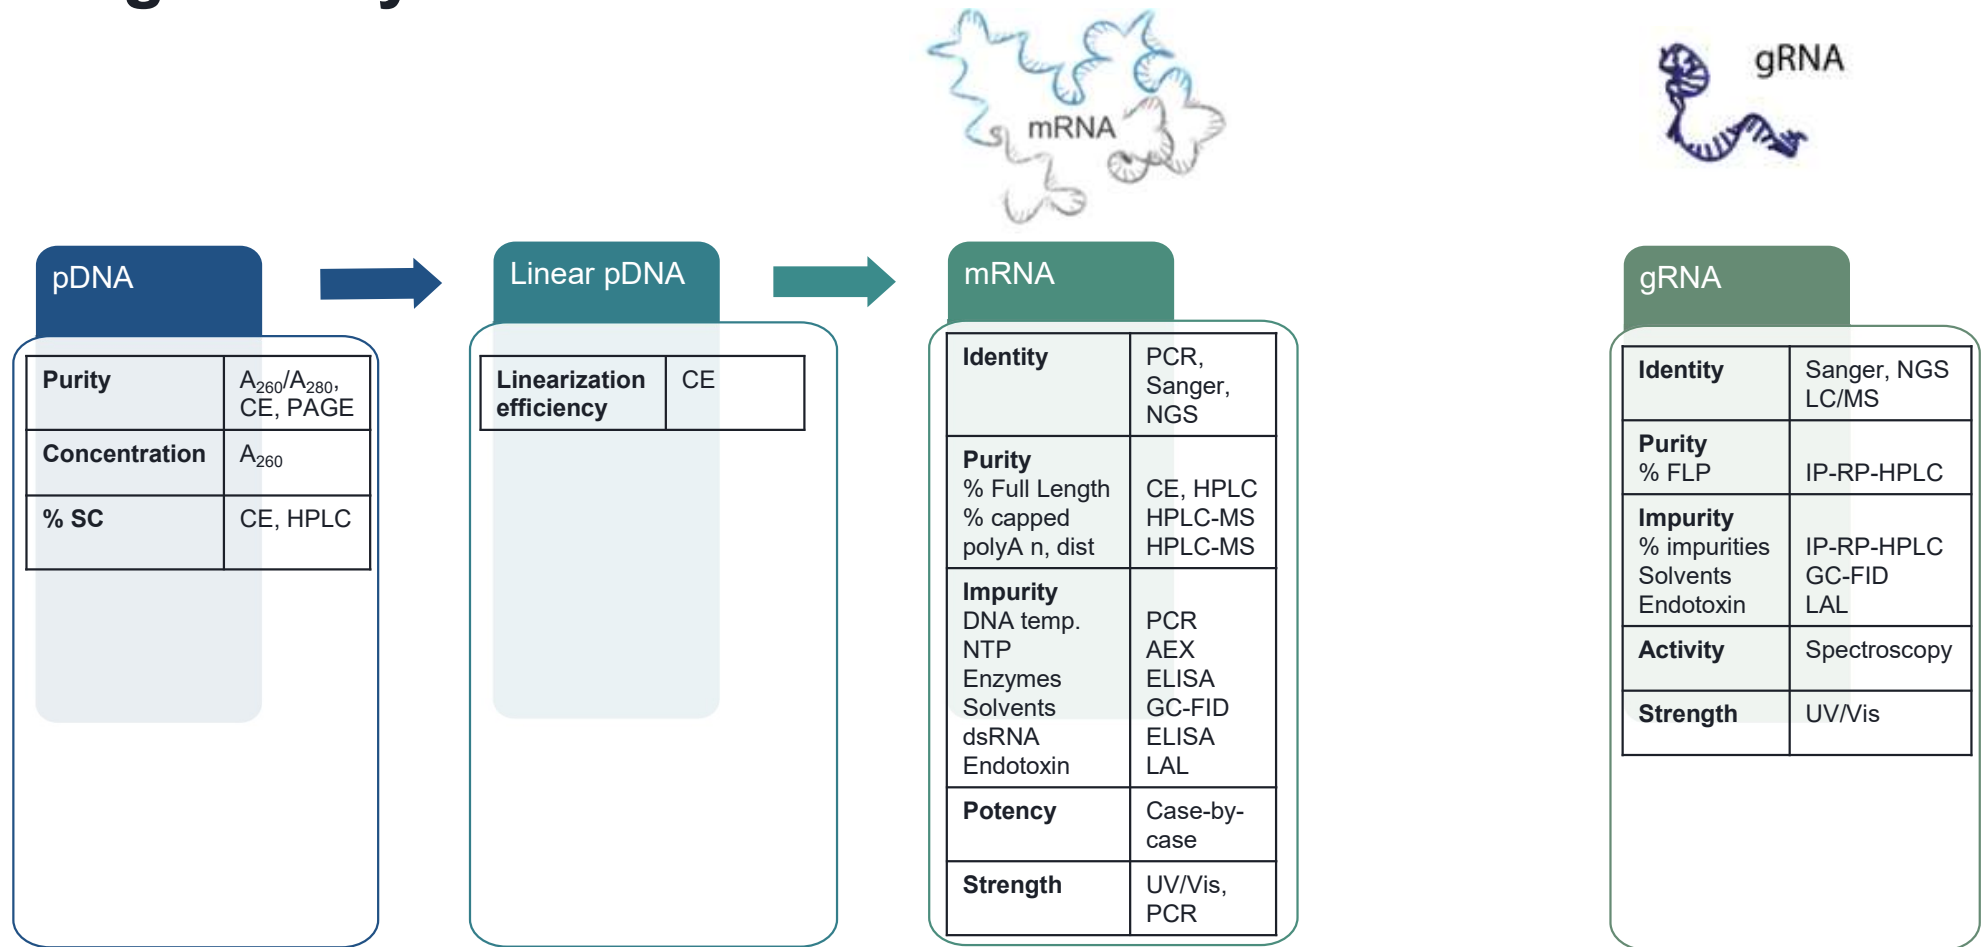 mRNA
gRNA
pDNA
Purity
A260/A280,
CE, PAGE
Concentration
A260
% SC
CE, HPLC
Linear pDNA
Linearization
efficiency
CE
mRNA
Identity
PCR,
Sanger,
NGS
Purity
% Full Length
CE, HPLC
% capped
HPLC-MS
polyA n, dist
HPLC-MS
Impurity
DNA temp.
PCR
NTP
AEX
Enzymes
ELISA
Solvents
GC-FID
dsRNA
ELISA
Endotoxin
LAL
Potency
Case-by-
case
Strength
UV/Vis,
PCR
gRNA
Identity
Sanger, NGS
LC/MS
Purity
% FLP
IP-RP-HPLC
Impurity
% impurities
IP-RP-HPLC
Solvents
GC-FID
Endotoxin
LAL
Activity
Spectroscopy
Strength
UV/Vis